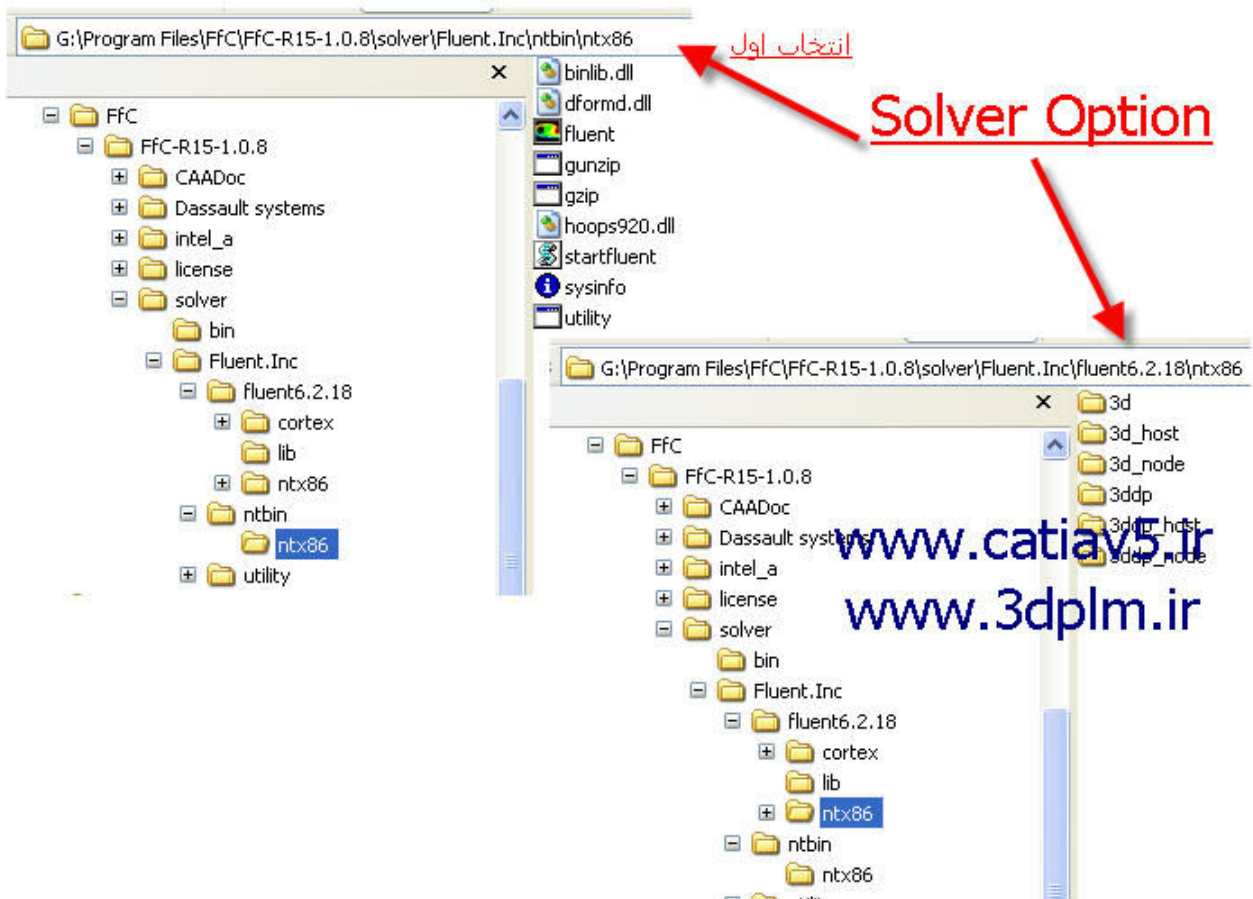 G:\Program Files\FfC\FfC-R15-1.0.8\solver\Fluent.Inc\ntbin\ntx86
انتخاب اول
Solver Option
FfC
FfC-R15-1.0.8
CAADoc
Dassault systems
intel_a
license
solver
bin
Fluent.Inc
fluent6.2.18
cortex
lib
ntx86
ntbin
ntx86
utility
binlib.dll
dformd.dll
fluent
gunzip
gzip
hoops920.dll
startfluent
sysinfo
utility
G:\Program Files\FfC\FfC-R15-1.0.8\solver\Fluent.Inc\fluent6.2.18\ntx86
FfC
FfC-R15-1.0.8
CAADoc
Dassault systems
intel_a
license
solver
bin
Fluent.Inc
fluent6.2.18
cortex
lib
ntx86
ntbin
ntx86
3d
3d_host
3d_node
3ddp
3ddp_host
3ddp_node
www.catiav5.ir
www.3dplm.ir